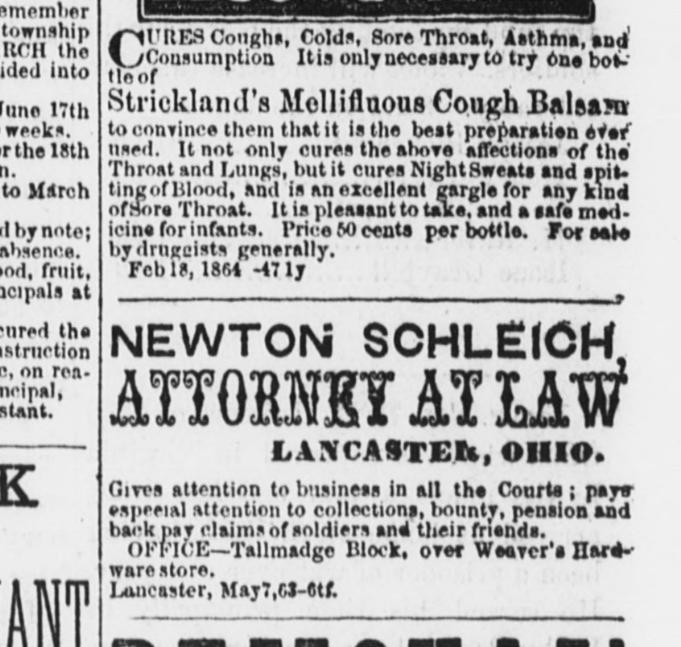 emember
township
RCH the
ided into
June 17th
weeks.
or the 18th
n.
to March
d by note;
absence.
ood, fruit,
ncipals at
cured the
nstruction
c, on rea-
ncipal,
stant.
K
ANT
CURES Coughs, Colds, Sore Throat, Asthma, and
Consumption It is only necessary to try one bot-
tle of
Strickland's Mellifluous Cough Balsam
to convince them that it is the best preparation ever
used. It not only cures the above affections of the
Throat and Lungs, but it cures Night Sweats and spit-
ting of Blood, and is an excellent gargle for any kind
of Sore Throat. It is pleasant to take, and a safe med-
icine for infants. Price 50 cents per bottle. For sale
by druggists generally.
Feb 18, 1864 -47 1y
NEWTON SCHLEICH,
ATTORNEY AT LAW
LANCASTER, OHIO.
Gives attention to business in all the Courts ; pays
especial attention to collections, bounty, pension and
back pay claims of soldiers and their friends.
OFFICE—Tallmadge Block, over Weaver's Hard-
ware store.
Lancaster, May7,63-6tf.